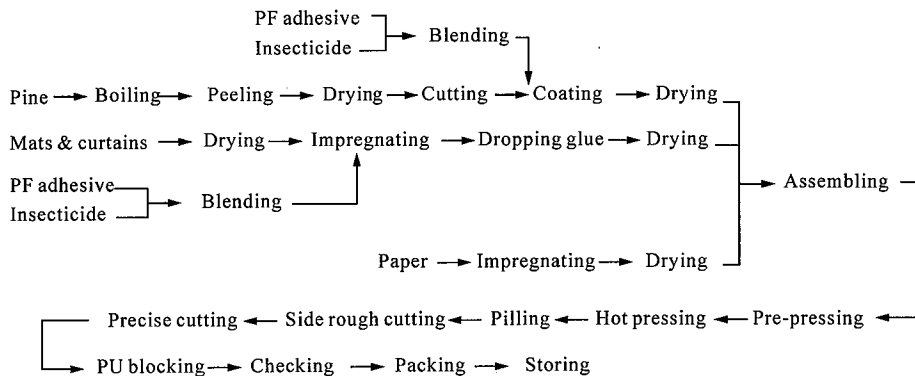 PF adhesive
Insecticide
Blending
Pine Boiling Peeling Drying Cutting Coating Drying
Mats & curtains Drying Impregnating Dropping glue Drying
PF adhesive
Insecticide
Blending
Assembling
Paper Impregnating Drying
Precise cutting Side rough cutting Pilling Hot pressing Pre-pressing
PU blocking Checking Packing Storing